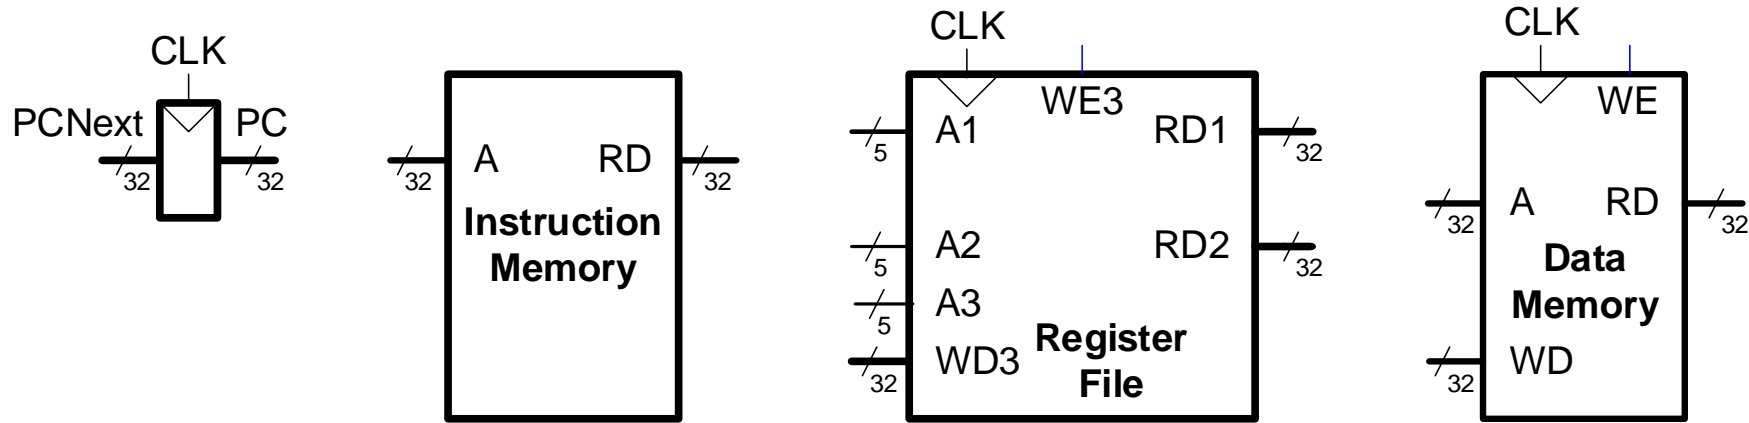 CLK
PCNext
PC
32
32
A
RD
32
32
Instruction
Memory
CLK
WE3
A1
RD1
5
32
A2
RD2
5
32
A3
5
WD3
32
Register
File
CLK
WE
A
RD
32
32
Data
Memory
WD
32